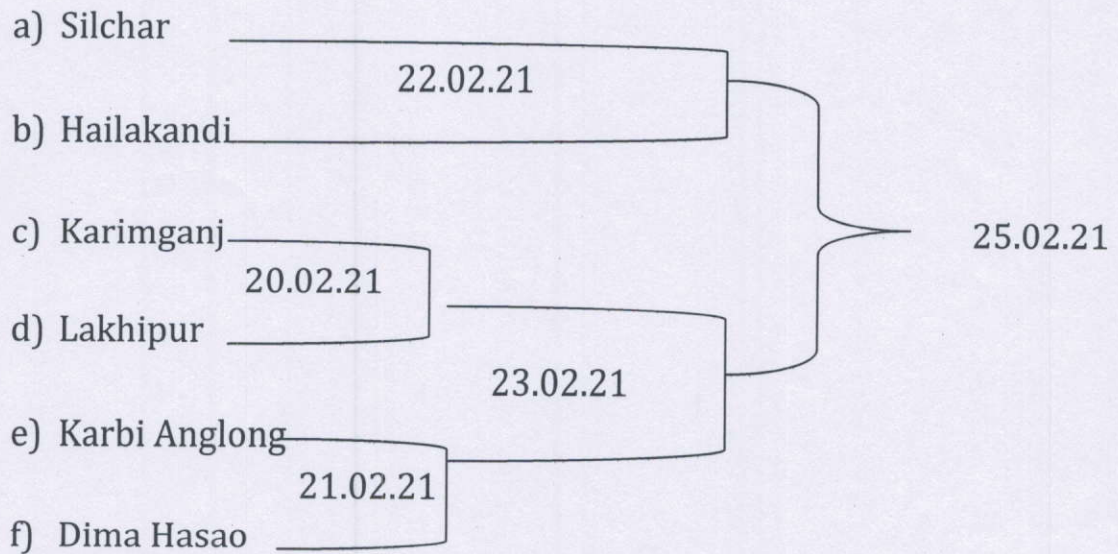 a) Silchar
22.02.21
b) Hailakandi
c) Karimganj
25.02.21
20.02.21
d) Lakhipur
23.02.21
e) Karbi Anglong
21.02.21
f) Dima Hasao